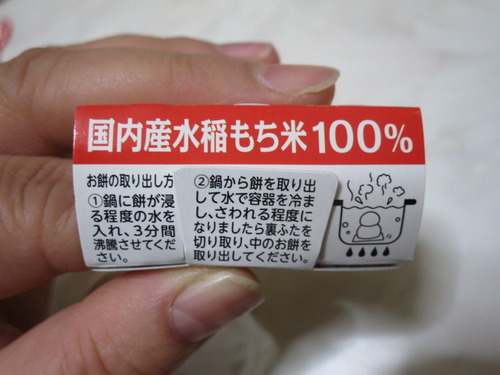 国内産水稲もち米100%
お餅の取り出し方
①鍋に餅が浸
る程度の水を
入れ、3分間
沸騰させてくだ
さい。
②鍋から餅を取り出
して水で容器を冷ま
し、さわれる程度に
なりましたら裏ふたを
切り取り、中のお餅を
取り出してください。